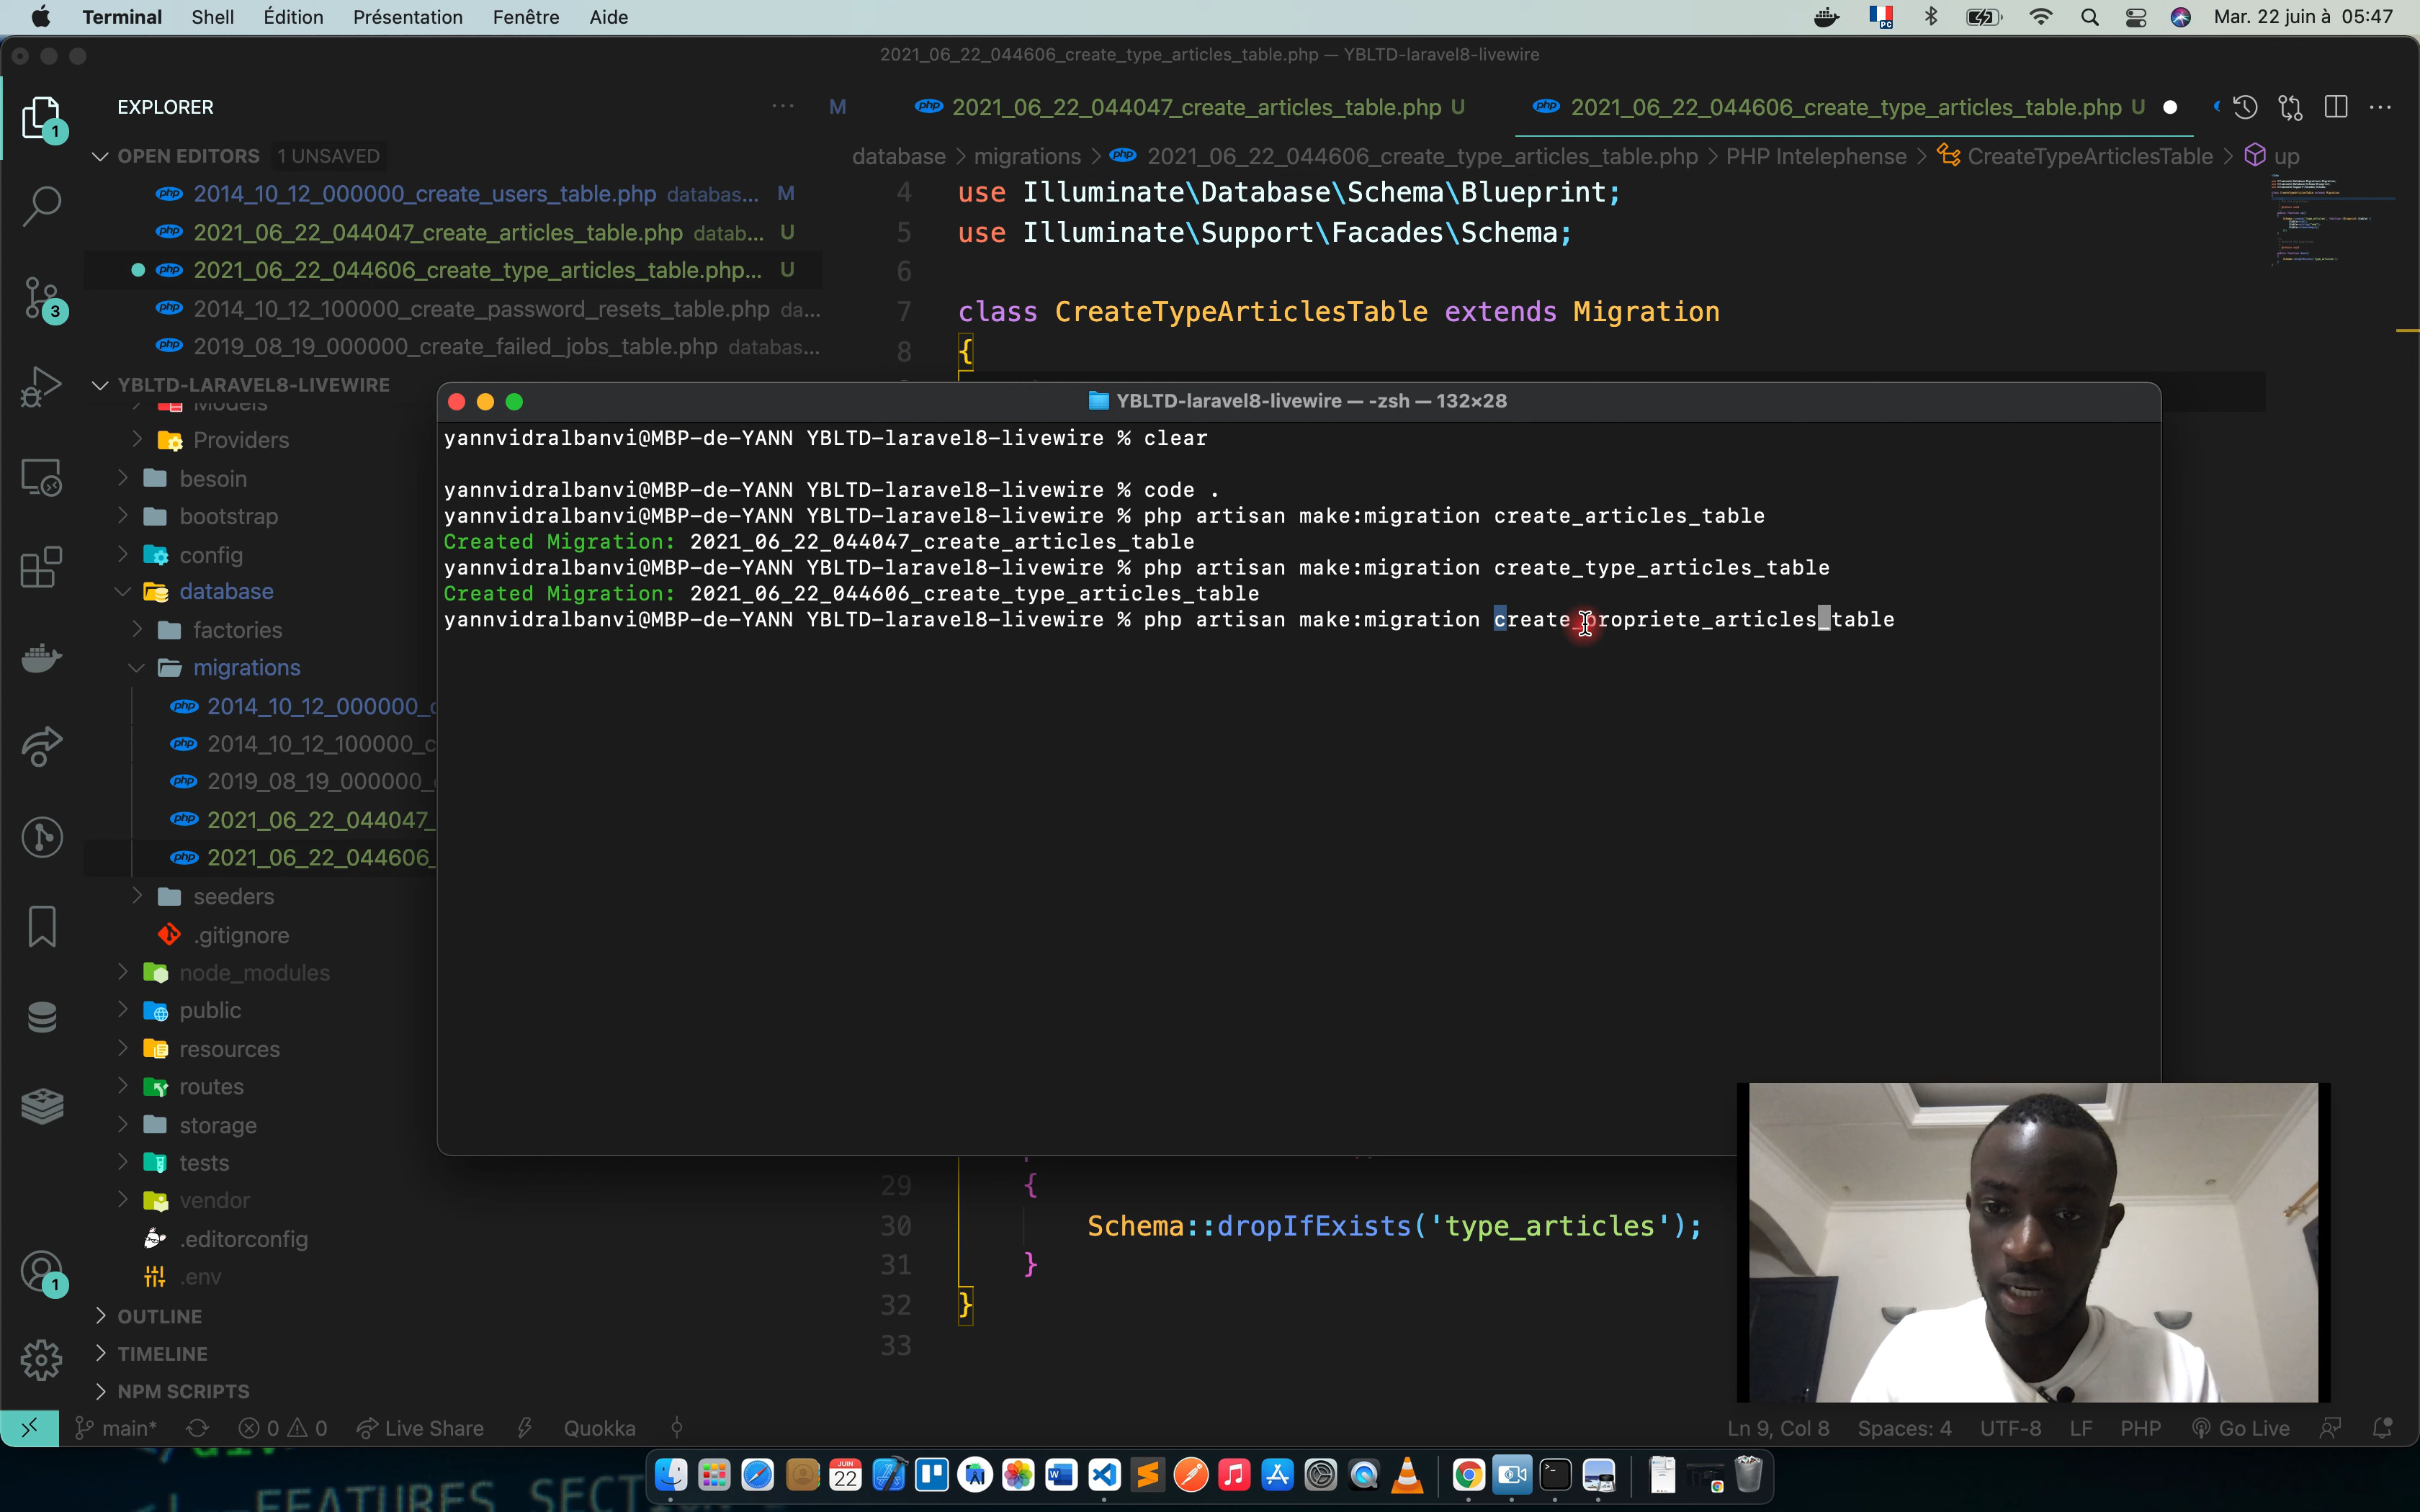 Terminal Shell Édition Présentation Fenêtre Aide
Mar. 22 juin à 05:47
2021_06_22_044606_create_type_articles_table.php — YBLTD-laravel8-livewire
EXPLORER
M 2021_06_22_044047_create_articles_table.php U 2021_06_22_044606_create_type_articles_table.php U
OPEN EDITORS 1 UNSAVED
database > migrations > 2021_06_22_044606_create_type_articles_table.php > PHP Intelephense > CreateTypeArticlesTable > up
2014_10_12_000000_create_users_table.php databas... M
2021_06_22_044047_create_articles_table.php datab... U
2021_06_22_044606_create_type_articles_table.php... U
2014_10_12_100000_create_password_resets_table.php da...
2019_08_19_000000_create_failed_jobs_table.php databas...
4 use Illuminate\Database\Schema\Blueprint;
5 use Illuminate\Support\Facades\Schema;
6
7 class CreateTypeArticlesTable extends Migration
8 {
YBLTD-LARAVEL8-LIVEWIRE
Models
Providers
besoin
bootstrap
config
database
factories
migrations
2014_10_12_000000_c
2014_10_12_100000_c
2019_08_19_000000_
2021_06_22_044047_
2021_06_22_044606_
seeders
.gitignore
node_modules
public
resources
routes
storage
tests
vendor
.editorconfig
.env
OUTLINE
TIMELINE
NPM SCRIPTS
YBLTD-laravel8-livewire — -zsh — 132×28
yannvidralbanvi@MBP-de-YANN YBLTD-laravel8-livewire % clear
yannvidralbanvi@MBP-de-YANN YBLTD-laravel8-livewire % code .
yannvidralbanvi@MBP-de-YANN YBLTD-laravel8-livewire % php artisan make:migration create_articles_table
Created Migration: 2021_06_22_044047_create_articles_table
yannvidralbanvi@MBP-de-YANN YBLTD-laravel8-livewire % php artisan make:migration create_type_articles_table
Created Migration: 2021_06_22_044606_create_type_articles_table
yannvidralbanvi@MBP-de-YANN YBLTD-laravel8-livewire % php artisan make:migration create_propriete_articles_table
29 {
30 Schema::dropIfExists('type_articles');
31 }
32 }
33
main* 0 0 Live Share Quokka
Ln 9, Col 8 Spaces: 4 UTF-8 LF PHP Go Live
<!--FEATURES SECT